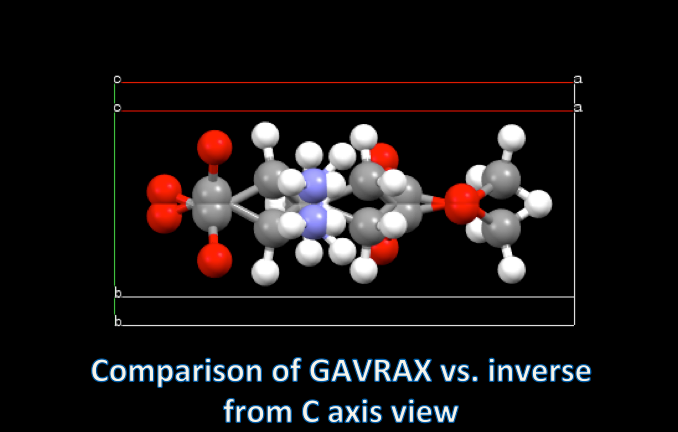 o a
o a
b
b
Comparison of GAVRAX vs. inverse
from C axis view